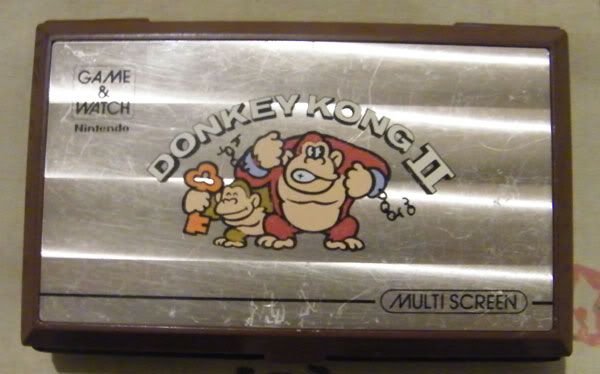 GAME
&
WATCH
Nintendo
DONKEY KONG II
MULTI SCREEN